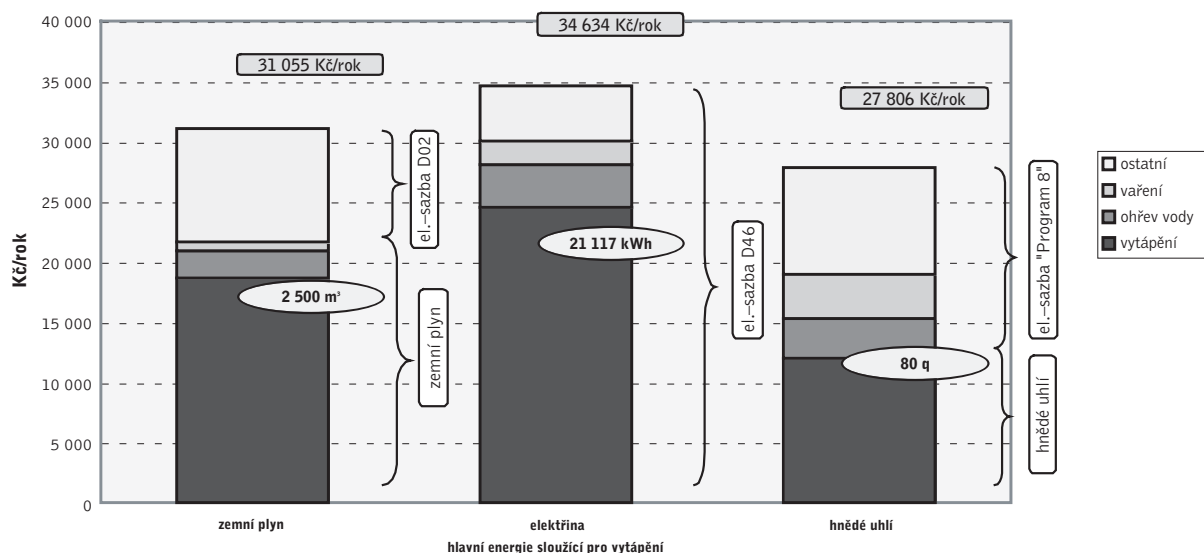 40 000
35 000
30 000
25 000
20 000
15 000
10 000
5 000
0
Kč/rok
31 055 Kč/rok
34 634 Kč/rok
27 806 Kč/rok
el.–sazba D02
zemní plyn
2 500 m³
21 117 kWh
el.–sazba D46
80 q
el.–sazba "Program 8"
hnědé uhlí
ostatní
vaření
ohřev vody
vytápění
zemní plyn
elektřina
hnědé uhlí
hlavní energie sloužící pro vytápění